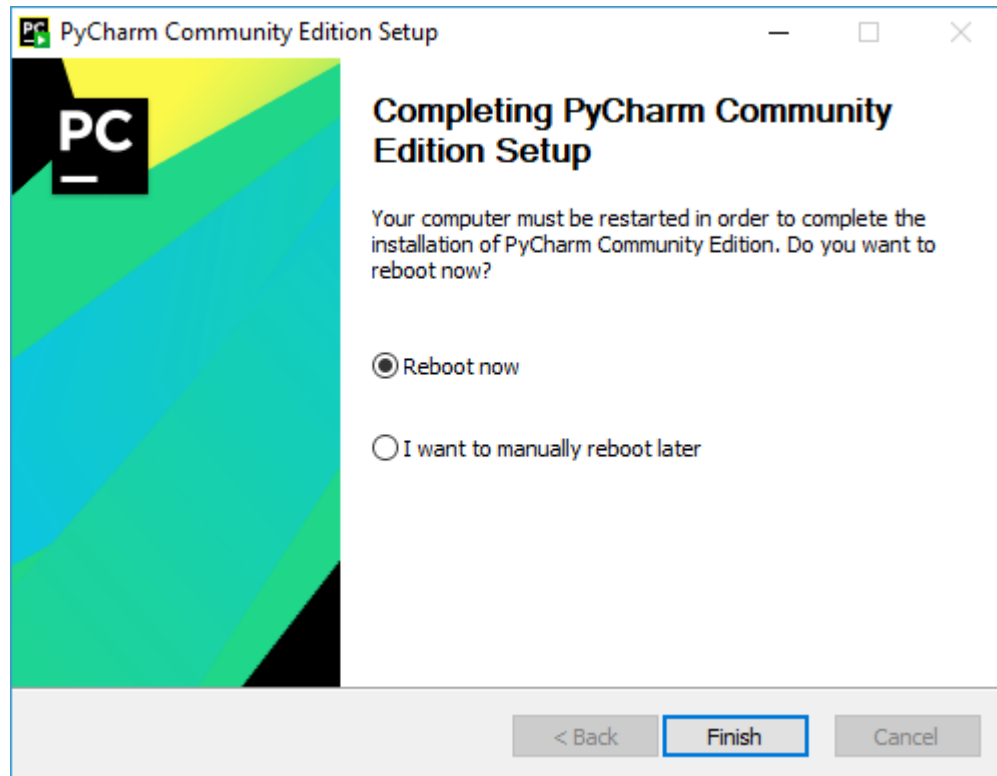 PyCharm Community Edition Setup
PC
Completing PyCharm Community
Edition Setup
Your computer must be restarted in order to complete the
installation of PyCharm Community Edition. Do you want to
reboot now?
Reboot now
I want to manually reboot later
< Back
Finish
Cancel